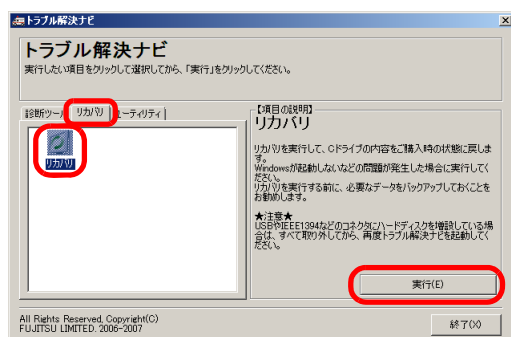 トラブル解決ナビ
トラブル解決ナビ
実行したい項目をクリックして選択してから、「実行」をクリックしてください。
診断ツール リカバリ ユーティリティ
リカバリ
【項目の説明】
リカバリ
リカバリを実行して、Cドライブの内容をご購入時の状態に戻しま
す。
Windowsが起動しないなどの問題が発生した場合に実行してく
ださい。
リカバリを実行する前に、必要なデータをバックアップしておくことを
お勧めします。
★注意★
USBやIEEE1394などのコネクタにハードディスクを増設している場
合は、すべて取り外してから、再度トラブル解決ナビを起動してく
ださい。
実行(E)
All Rights Reserved, Copyright(C)
FUJITSU LIMITED. 2006-2007
終了(X)